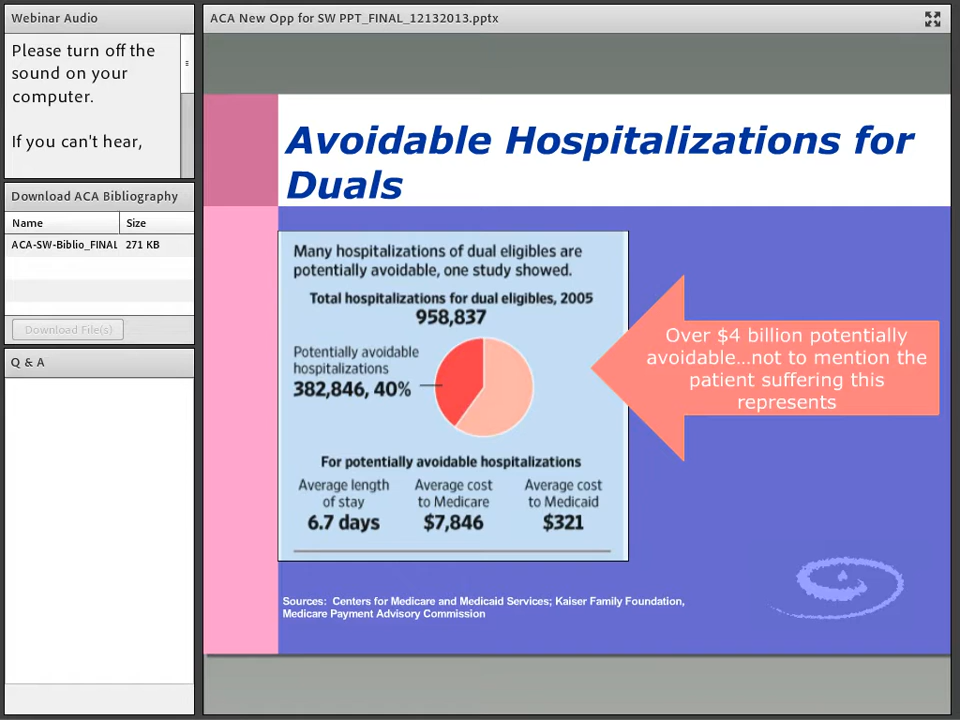 Webinar Audio
Please turn off the
sound on your
computer.
If you can't hear,
Download ACA Bibliography
Name Size
ACA-SW-Biblio_FINAL 271 KB
Download File(s)
Q & A
ACA New Opp for SW PPT_FINAL_12132013.pptx
Avoidable Hospitalizations for
Duals
Many hospitalizations of dual eligibles are
potentially avoidable, one study showed.
Total hospitalizations for dual eligibles, 2005
958,837
Potentially avoidable
hospitalizations
382,846, 40%
For potentially avoidable hospitalizations
Average length Average cost Average cost
of stay to Medicare to Medicaid
6.7 days $7,846 $321
Over $4 billion potentially
avoidable...not to mention the
patient suffering this
represents
Sources: Centers for Medicare and Medicaid Services; Kaiser Family Foundation,
Medicare Payment Advisory Commission